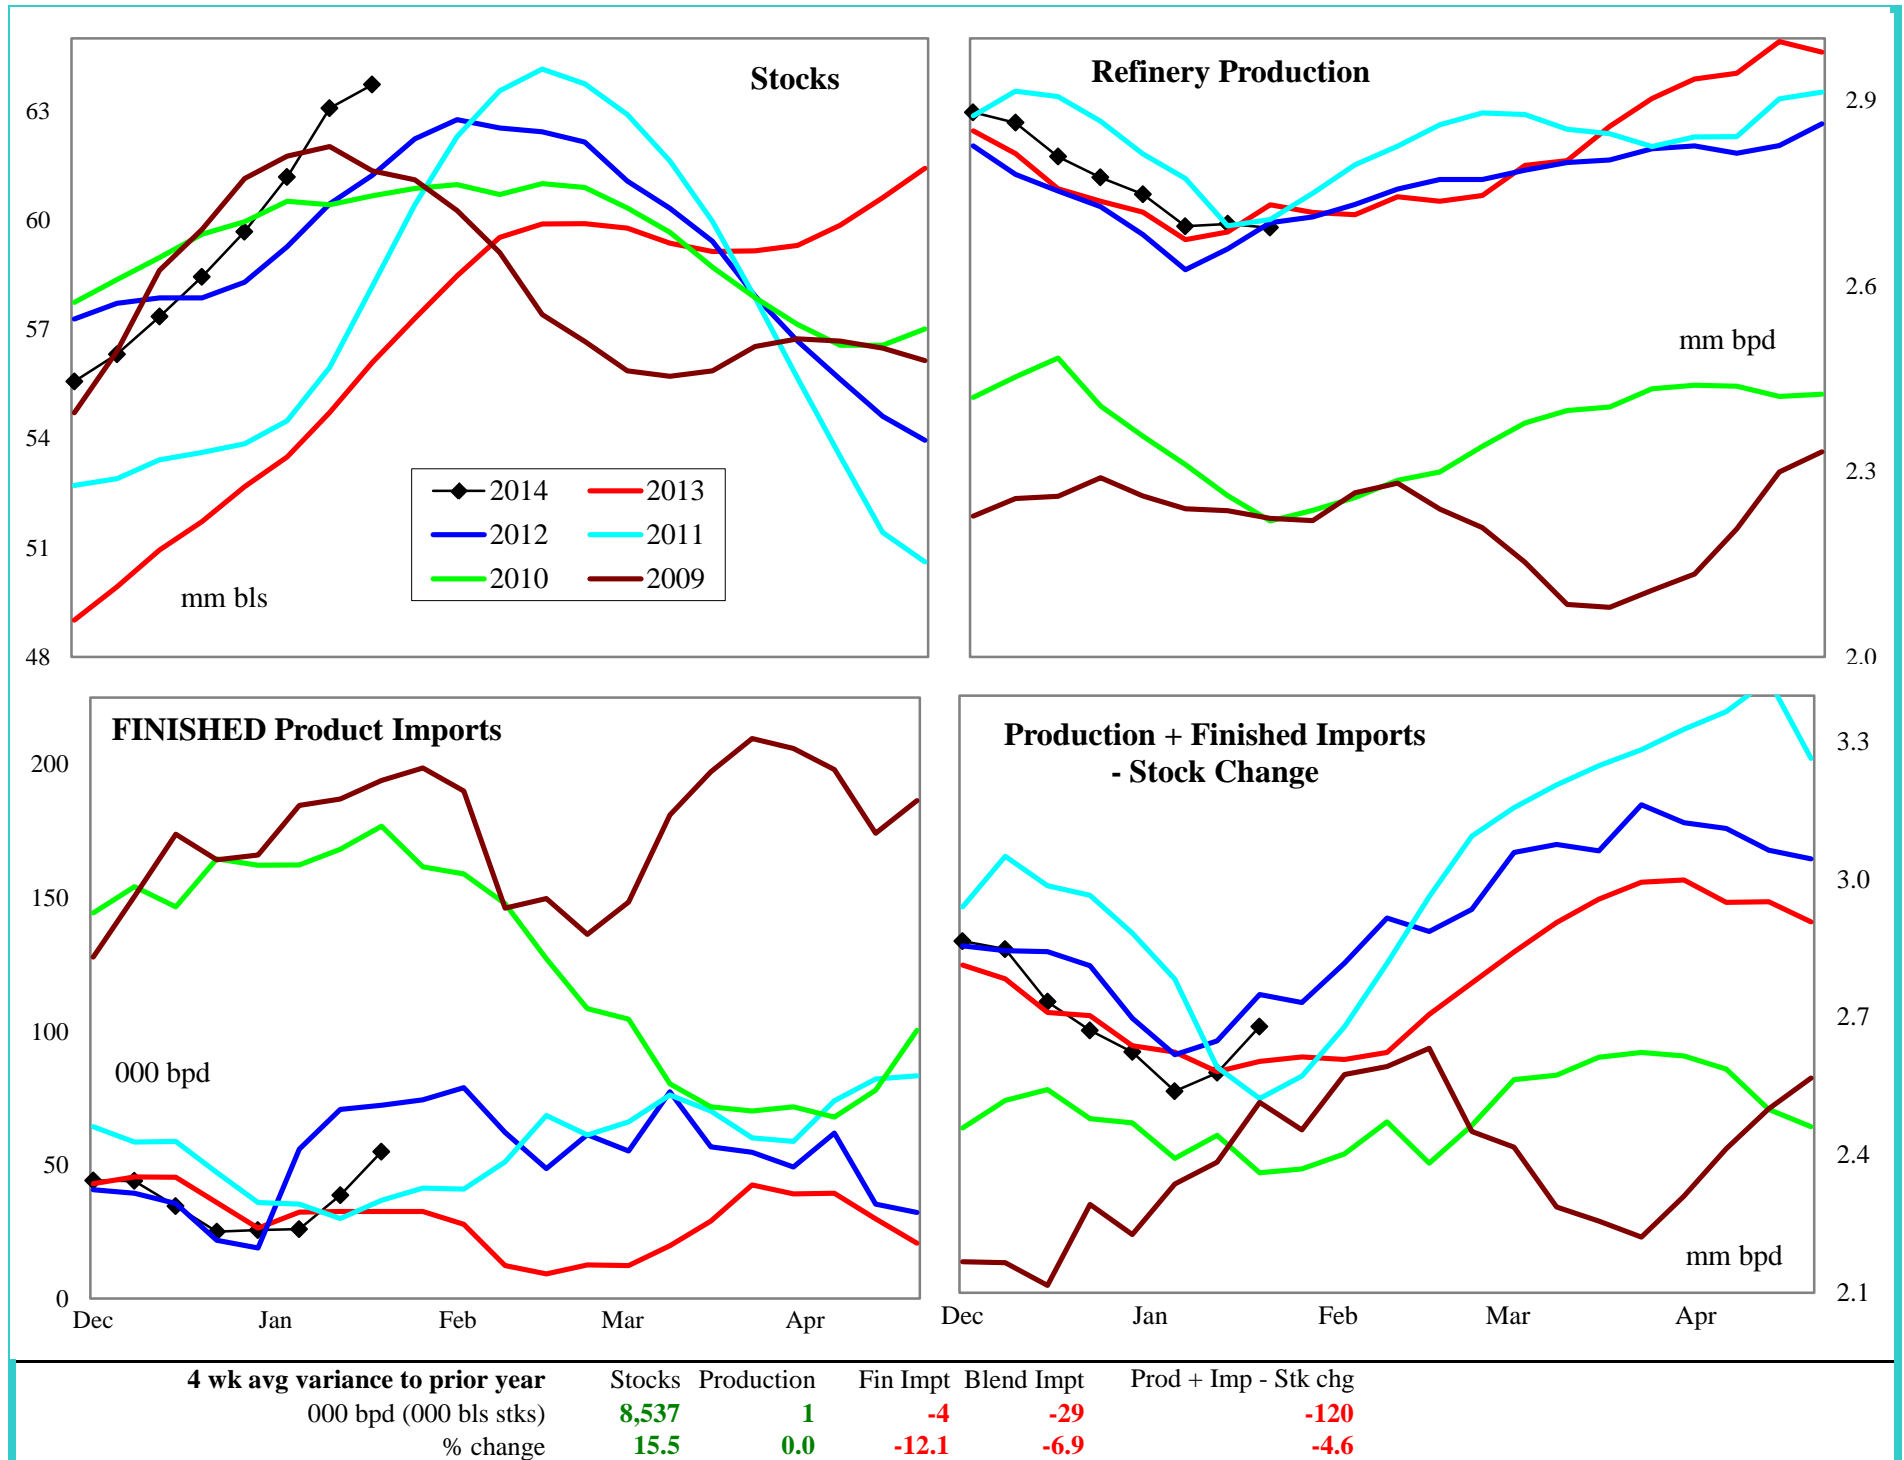 Stocks
63
60
57
54
51
48
mm bls
2014 2013
2012 2011
2010 2009
Refinery Production
2.9
2.6
2.3
2.0
mm bpd
FINISHED Product Imports
200
150
100
50
0
000 bpd
Dec Jan Feb Mar Apr
Production + Finished Imports
- Stock Change
3.3
3.0
2.7
2.4
2.1
mm bpd
Dec Jan Feb Mar Apr
4 wk avg variance to prior year Stocks Production Fin Impt Blend Impt Prod + Imp - Stk chg
000 bpd (000 bls stks) 8,537 1 -4 -29 -120
% change 15.5 0.0 -12.1 -6.9 -4.6